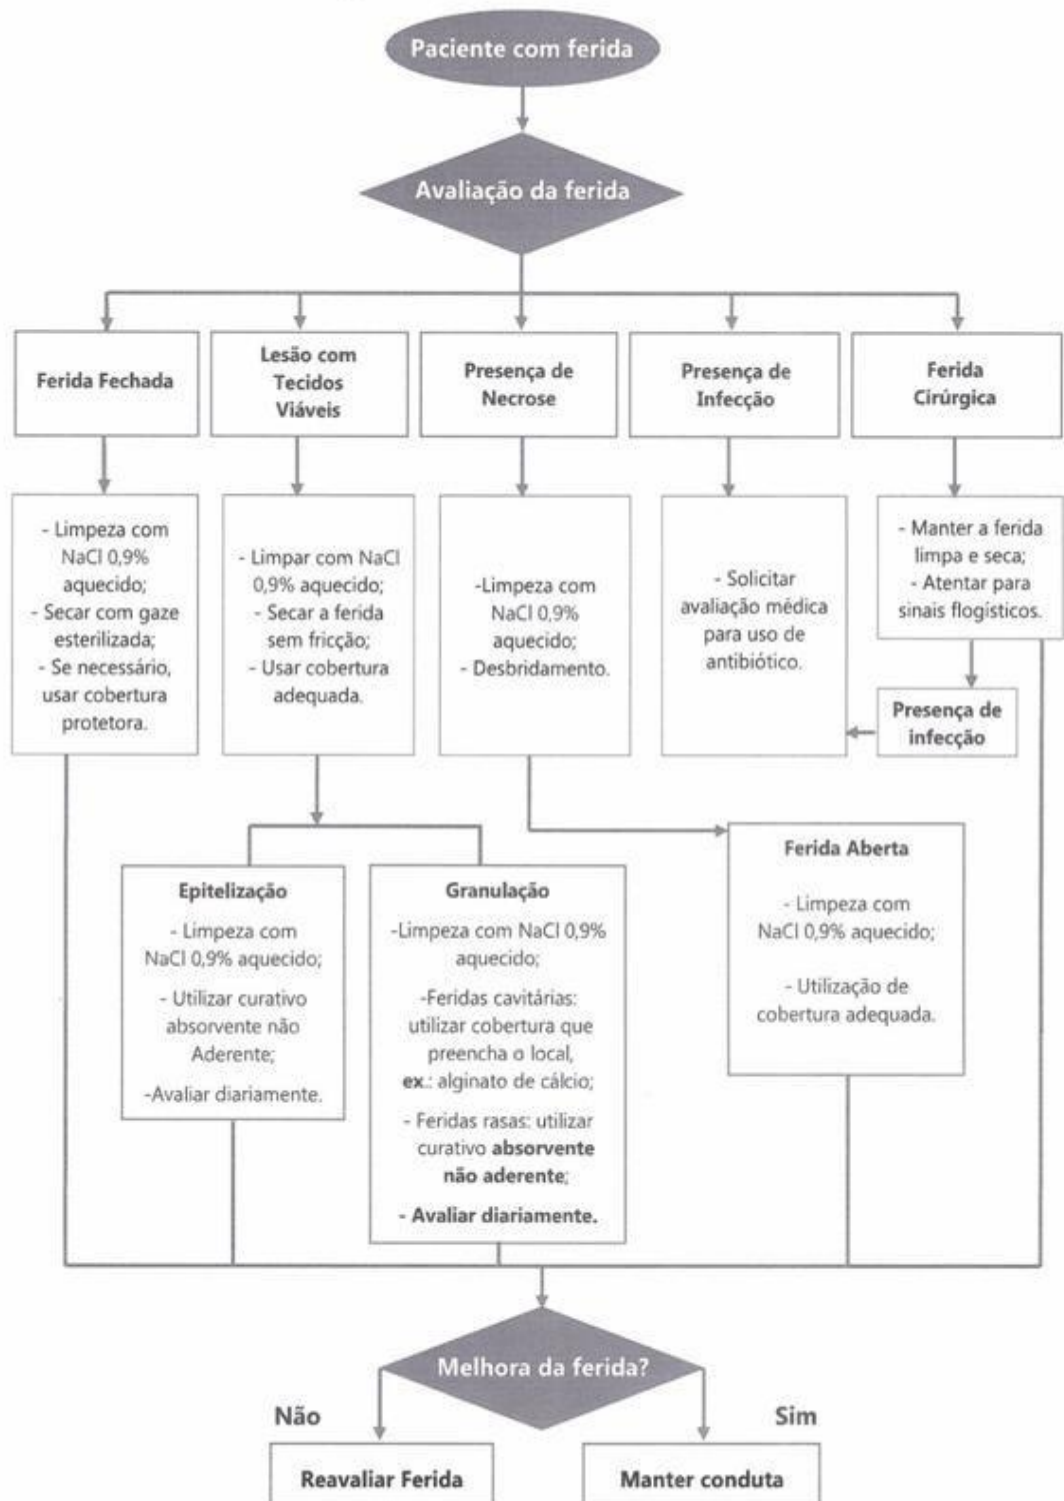 Paciente com ferida
Avaliação da ferida
Ferida Fechada
Lesão com
Tecidos
Viáveis
Presença de
Necrose
Presença de
Infecção
Ferida
Cirúrgica
- Limpeza com
NaCl 0,9%
aquecido;
- Secar com gaze
esterilizada;
- Se necessário,
usar cobertura
protetora.
- Limpar com NaCl
0,9% aquecido;
- Secar a ferida
sem fricção;
- Usar cobertura
adequada.
-Limpeza com
NaCl 0,9%
aquecido;
- Desbridamento.
- Solicitar
avaliação médica
para uso de
antibiótico.
- Manter a ferida
limpa e seca;
- Atentar para
sinais flogísticos.
Presença de
infecção
Epitelização
- Limpeza com
NaCl 0,9% aquecido;
- Utilizar curativo
absorvente não
Aderente;
-Avaliar diariamente.
Granulação
-Limpeza com NaCl 0,9%
aquecido;
-Feridas cavitárias:
utilizar cobertura que
preencha o local,
ex.: alginato de cálcio;
- Feridas rasas: utilizar
curativo absorvente
não aderente;
- Avaliar diariamente.
Ferida Aberta
- Limpeza com
NaCl 0,9% aquecido;
- Utilização de
cobertura adequada.
Melhora da ferida?
Não
Sim
Reavaliar Ferida
Manter conduta